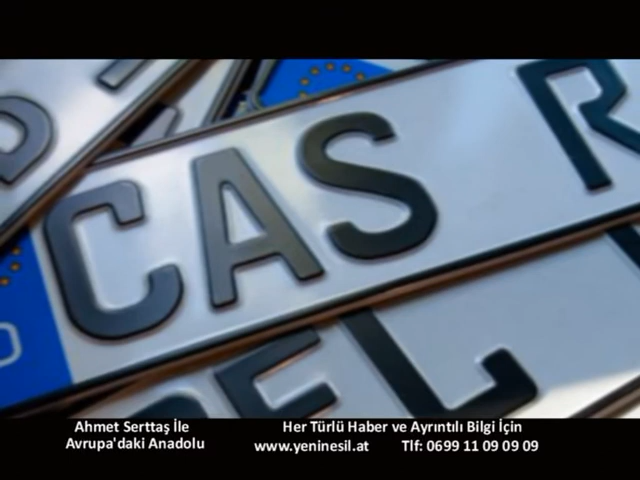 CAS R
D
EL
Ahmet Serttaş İle
Avrupa'daki Anadolu
Her Türlü Haber ve Ayrıntılı Bilgi İçin
www.yeninesil.at Tlf: 0699 11 09 09 09